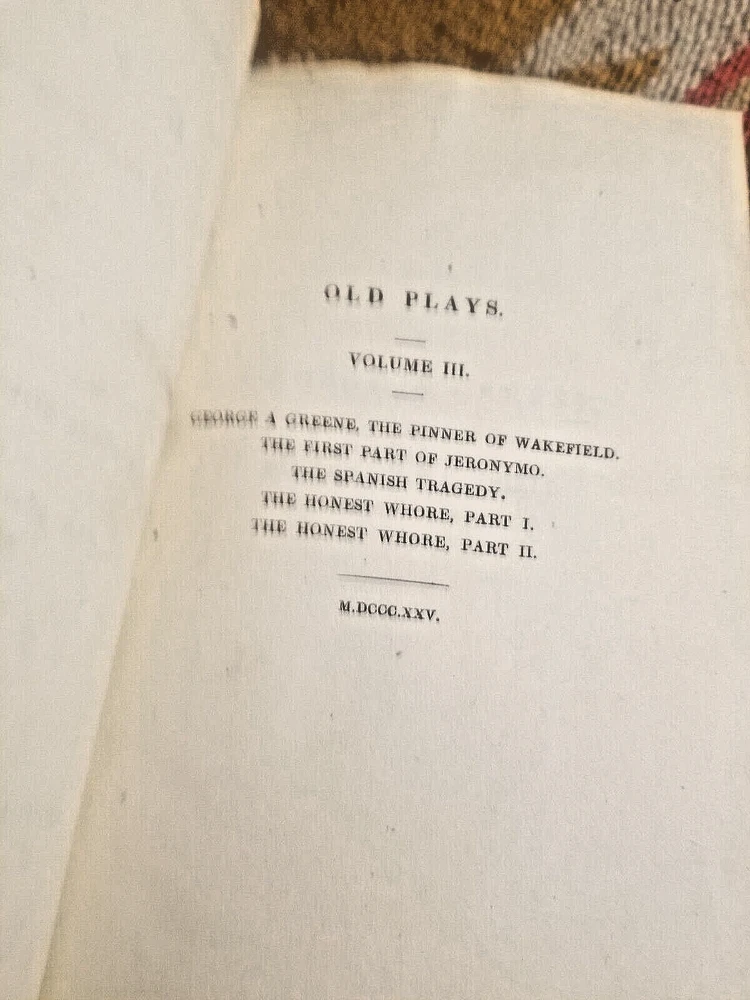 OLD PLAYS.
VOLUME III.
GEORGE A GREENE, THE PINNER OF WAKEFIELD.
THE FIRST PART OF JERONYMO.
THE SPANISH TRAGEDY.
THE HONEST WHORE, PART I.
THE HONEST WHORE, PART II.
M.DCCC.XXV.